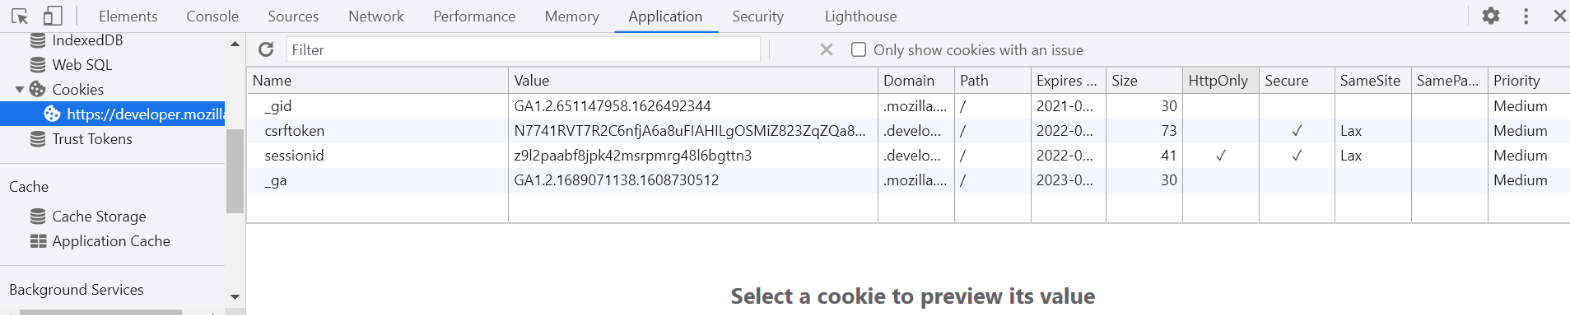 Elements Console Sources Network Performance Memory Application Security Lighthouse
IndexedDB
Web SQL
Cookies
https://developer.mozilla
Trust Tokens
Cache
Cache Storage
Application Cache
Background Services
Filter Only show cookies with an issue
Name Value Domain Path Expires ... Size HttpOnly Secure SameSite SamePa... Priority
_gid GA1.2.651147958.1626492344 .mozilla.... / 2021-0... 30 Medium
csrftoken N7741RVT7R2C6nfjA6a8uFIAHILgOSMiZ823ZqZQa8... .develo... / 2022-0... 73 ✓ Lax Medium
sessionid z9l2paabf8jpk42msrpmrg48l6bgttn3 .develo... / 2022-0... 41 ✓ ✓ Lax Medium
_ga GA1.2.1689071138.1608730512 .mozilla.... / 2023-0... 30 Medium
Select a cookie to preview its value